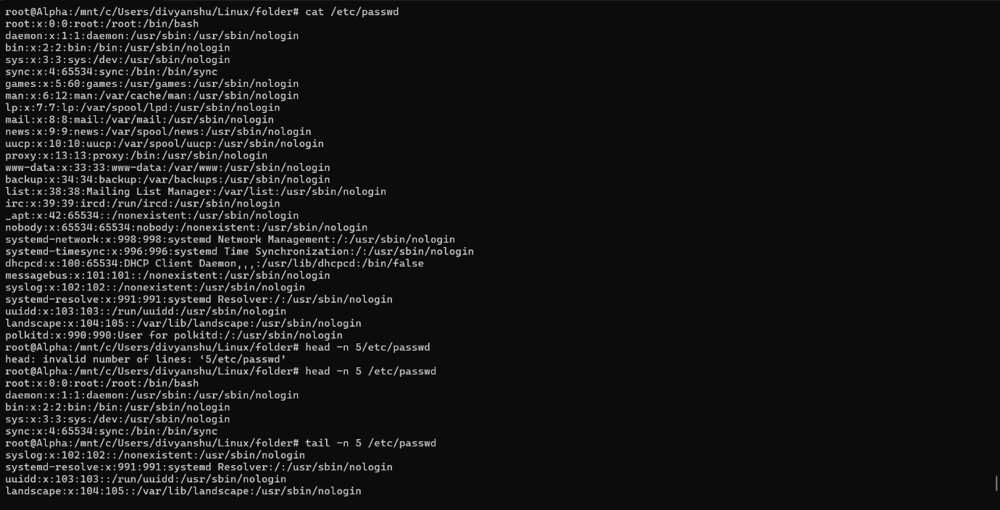 root@Alpha:/mnt/c/Users/divyanshu/Linux/folder# cat /etc/passwd
root:x:0:0:root:/root:/bin/bash
daemon:x:1:1:daemon:/usr/sbin:/usr/sbin/nologin
bin:x:2:2:bin:/bin:/usr/sbin/nologin
sys:x:3:3:sys:/dev:/usr/sbin/nologin
sync:x:4:65534:sync:/bin:/bin/sync
games:x:5:60:games:/usr/games:/usr/sbin/nologin
man:x:6:12:man:/var/cache/man:/usr/sbin/nologin
lp:x:7:7:lp:/var/spool/lpd:/usr/sbin/nologin
mail:x:8:8:mail:/var/mail:/usr/sbin/nologin
news:x:9:9:news:/var/spool/news:/usr/sbin/nologin
uucp:x:10:10:uucp:/var/spool/uucp:/usr/sbin/nologin
proxy:x:13:13:proxy:/bin:/usr/sbin/nologin
www-data:x:33:33:www-data:/var/www:/usr/sbin/nologin
backup:x:34:34:backup:/var/backups:/usr/sbin/nologin
list:x:38:38:Mailing List Manager:/var/list:/usr/sbin/nologin
irc:x:39:39:ircd:/run/ircd:/usr/sbin/nologin
_apt:x:42:65534::/nonexistent:/usr/sbin/nologin
nobody:x:65534:65534:nobody:/nonexistent:/usr/sbin/nologin
systemd-network:x:998:998:systemd Network Management:/:/usr/sbin/nologin
systemd-timesync:x:996:996:systemd Time Synchronization:/:/usr/sbin/nologin
dhcpcd:x:100:65534:DHCP Client Daemon,,,:/usr/lib/dhcpcd:/bin/false
messagebus:x:101:101::/nonexistent:/usr/sbin/nologin
syslog:x:102:102::/nonexistent:/usr/sbin/nologin
systemd-resolve:x:991:991:systemd Resolver:/:/usr/sbin/nologin
uuidd:x:103:103::/run/uuidd:/usr/sbin/nologin
landscape:x:104:105::/var/lib/landscape:/usr/sbin/nologin
polkitd:x:990:990:User for polkitd:/:/usr/sbin/nologin
root@Alpha:/mnt/c/Users/divyanshu/Linux/folder# head -n 5/etc/passwd
head: invalid number of lines: ‘5/etc/passwd’
root@Alpha:/mnt/c/Users/divyanshu/Linux/folder# head -n 5 /etc/passwd
root:x:0:0:root:/root:/bin/bash
daemon:x:1:1:daemon:/usr/sbin:/usr/sbin/nologin
bin:x:2:2:bin:/bin:/usr/sbin/nologin
sys:x:3:3:sys:/dev:/usr/sbin/nologin
sync:x:4:65534:sync:/bin:/bin/sync
root@Alpha:/mnt/c/Users/divyanshu/Linux/folder# tail -n 5 /etc/passwd
syslog:x:102:102::/nonexistent:/usr/sbin/nologin
systemd-resolve:x:991:991:systemd Resolver:/:/usr/sbin/nologin
uuidd:x:103:103::/run/uuidd:/usr/sbin/nologin
landscape:x:104:105::/var/lib/landscape:/usr/sbin/nologin